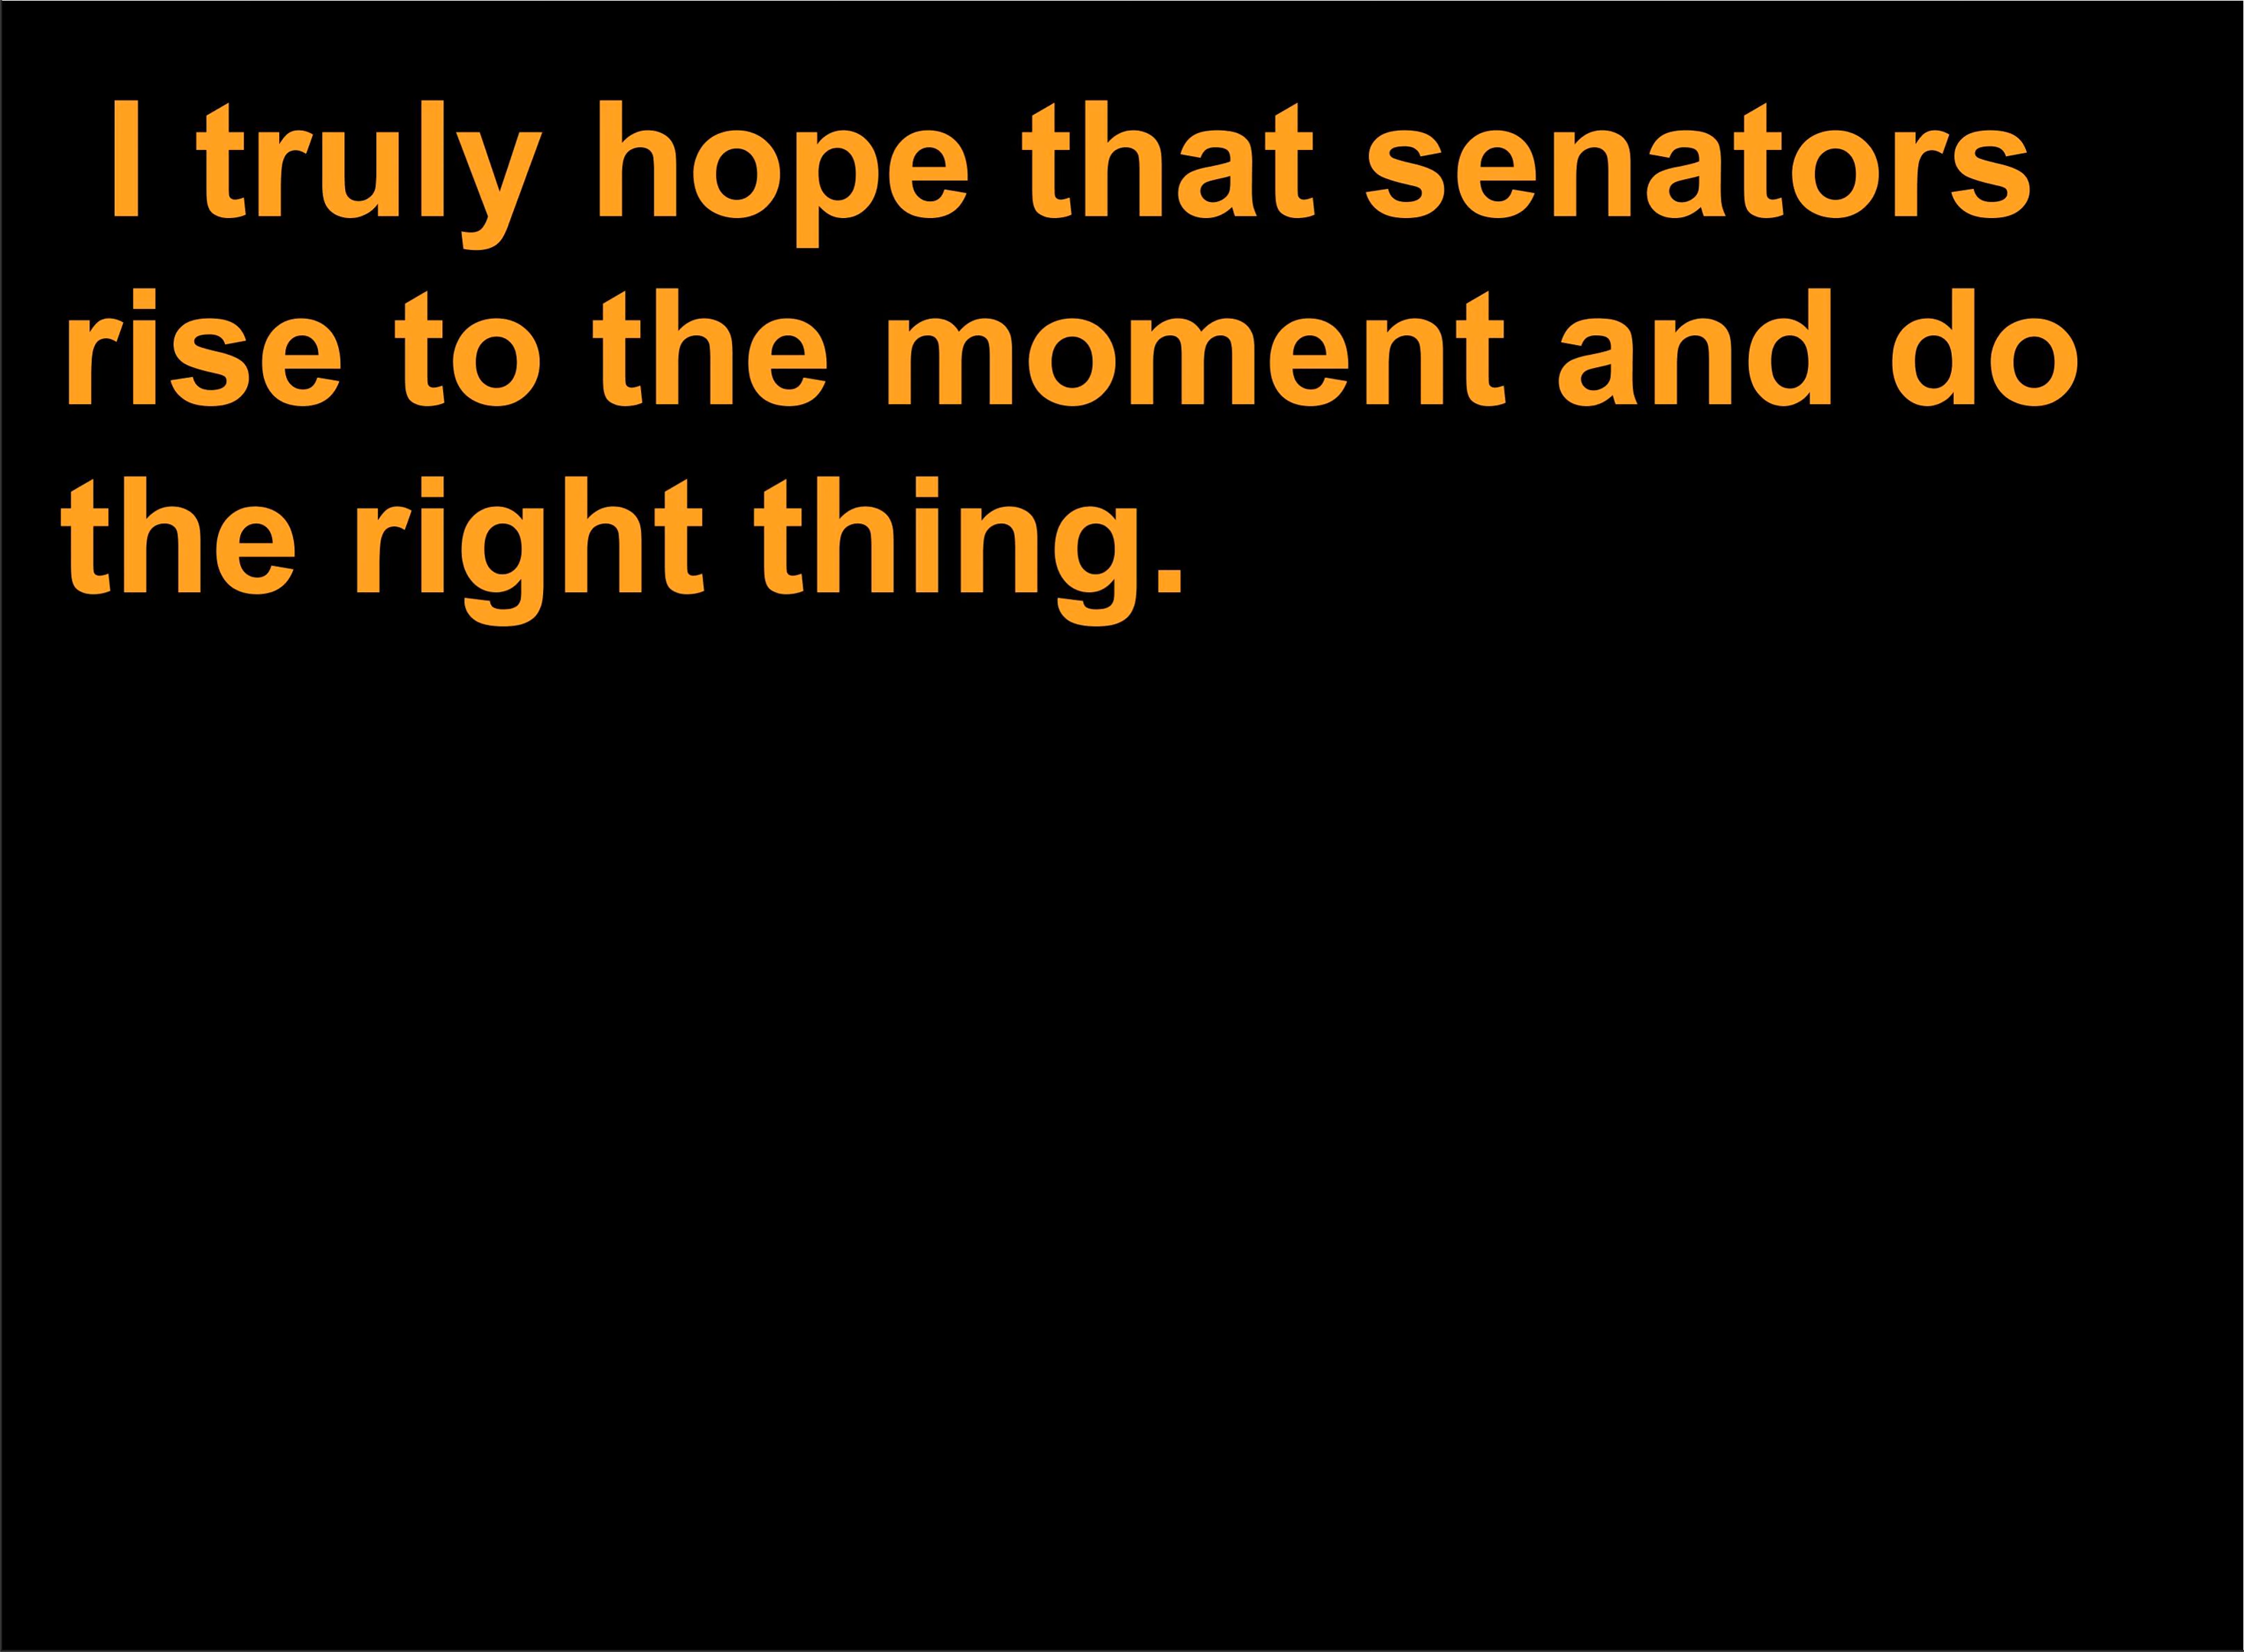 I truly hope that senators
rise to the moment and do
the right thing.